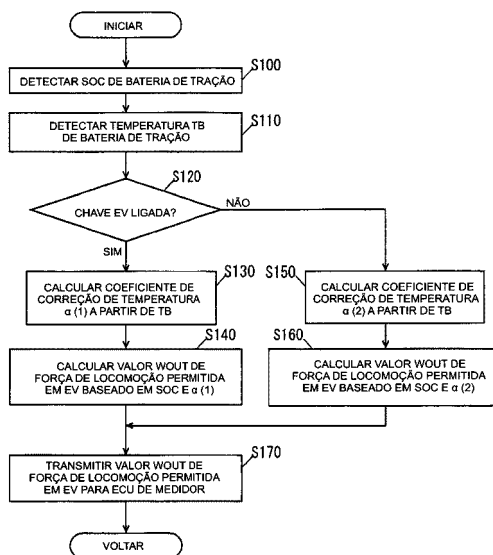 INICIAR
S100
DETECTAR SOC DE BATERIA DE TRAÇÃO
S110
DETECTAR TEMPERATURA TB
DE BATERIA DE TRAÇÃO
S120
CHAVE EV LIGADA?
NÃO
SIM
S130
CALCULAR COEFICIENTE DE
CORREÇÃO DE TEMPERATURA
α (1) A PARTIR DE TB
S150
CALCULAR COEFICIENTE DE
CORREÇÃO DE TEMPERATURA
α (2) A PARTIR DE TB
S140
CALCULAR VALOR WOUT DE
FORÇA DE LOCOMOÇÃO PERMITIDA
EM EV BASEADO EM SOC E α (1)
S160
CALCULAR VALOR WOUT DE
FORÇA DE LOCOMOÇÃO PERMITIDA
EM EV BASEADO EM SOC E α (2)
S170
TRANSMITIR VALOR WOUT DE
FORÇA DE LOCOMOÇÃO PERMITIDA
EM EV PARA ECU DE MEDIDOR
VOLTAR